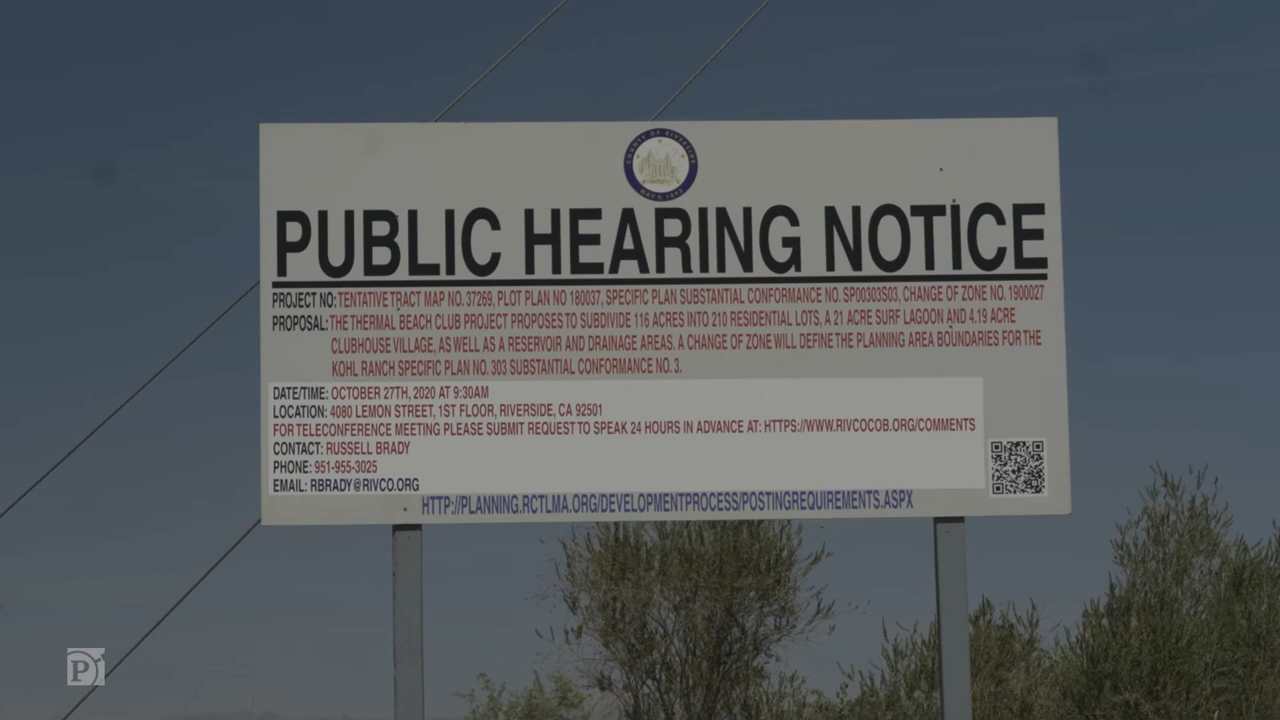 COUNTY OF RIVERSIDE
PUBLIC HEARING NOTICE
PROJECT NO: TENTATIVE TRACT MAP NO. 37269, PLOT PLAN NO 180037, SPECIFIC PLAN SUBSTANTIAL CONFORMANCE NO. SP00303S03, CHANGE OF ZONE NO. 1900027
PROPOSAL: THE THERMAL BEACH CLUB PROJECT PROPOSES TO SUBDIVIDE 116 ACRES INTO 210 RESIDENTIAL LOTS, A 21 ACRE SURF LAGOON AND 4.19 ACRE
CLUBHOUSE VILLAGE, AS WELL AS A RESERVOIR AND DRAINAGE AREAS. A CHANGE OF ZONE WILL DEFINE THE PLANNING AREA BOUNDARIES FOR THE
KOHL RANCH SPECIFIC PLAN NO. 303 SUBSTANTIAL CONFORMANCE NO. 3.
DATE/TIME: OCTOBER 27TH, 2020 AT 9:30AM
LOCATION: 4080 LEMON STREET, 1ST FLOOR, RIVERSIDE, CA 92501
FOR TELECONFERENCE MEETING PLEASE SUBMIT REQUEST TO SPEAK 24 HOURS IN ADVANCE AT: HTTPS://WWW.RIVCOCOB.ORG/COMMENTS
CONTACT: RUSSELL BRADY
PHONE: 951-955-3025
EMAIL: RBRADY@RIVCO.ORG
HTTP://PLANNING.RCTLMA.ORG/DEVELOPMENTPROCESS/POSTINGREQUIREMENTS.ASPX
P